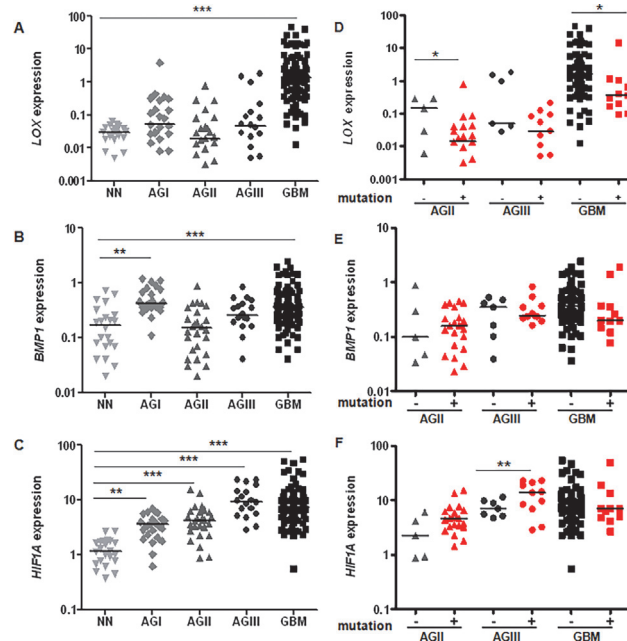 A
***
LOX expression
100
10
1
0.1
0.01
0.001
NN AGI AGII AGIII GBM
D
*
*
LOX expression
100
10
1
0.1
0.01
0.001
mutation - + - + - +
AGII AGIII GBM
B
***
**
BMP1 expression
10
1
0.1
0.01
NN AGI AGII AGIII GBM
E
BMP1 expression
10
1
0.1
0.01
mutation - + - + - +
AGII AGIII GBM
C
***
***
***
**
HIF1A expression
100
10
1
0.1
NN AGI AGII AGIII GBM
F
**
HIF1A expression
100
10
1
0.1
mutation - + - + - +
AGII AGIII GBM